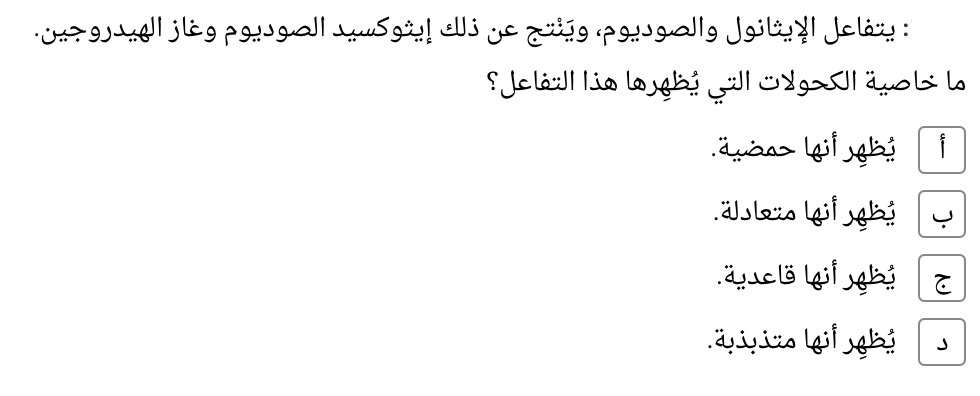 : يتفاعل الإيثانول والصوديوم، ويَنْتج عن ذلك إيثوكسيد الصوديوم وغاز الهيدروجين.
ما خاصية الكحولات التي يُظهِرها هذا التفاعل؟
أ يُظهِر أنها حمضية.
ب يُظهِر أنها متعادلة.
ج يُظهِر أنها قاعدية.
د يُظهِر أنها متذبذبة.